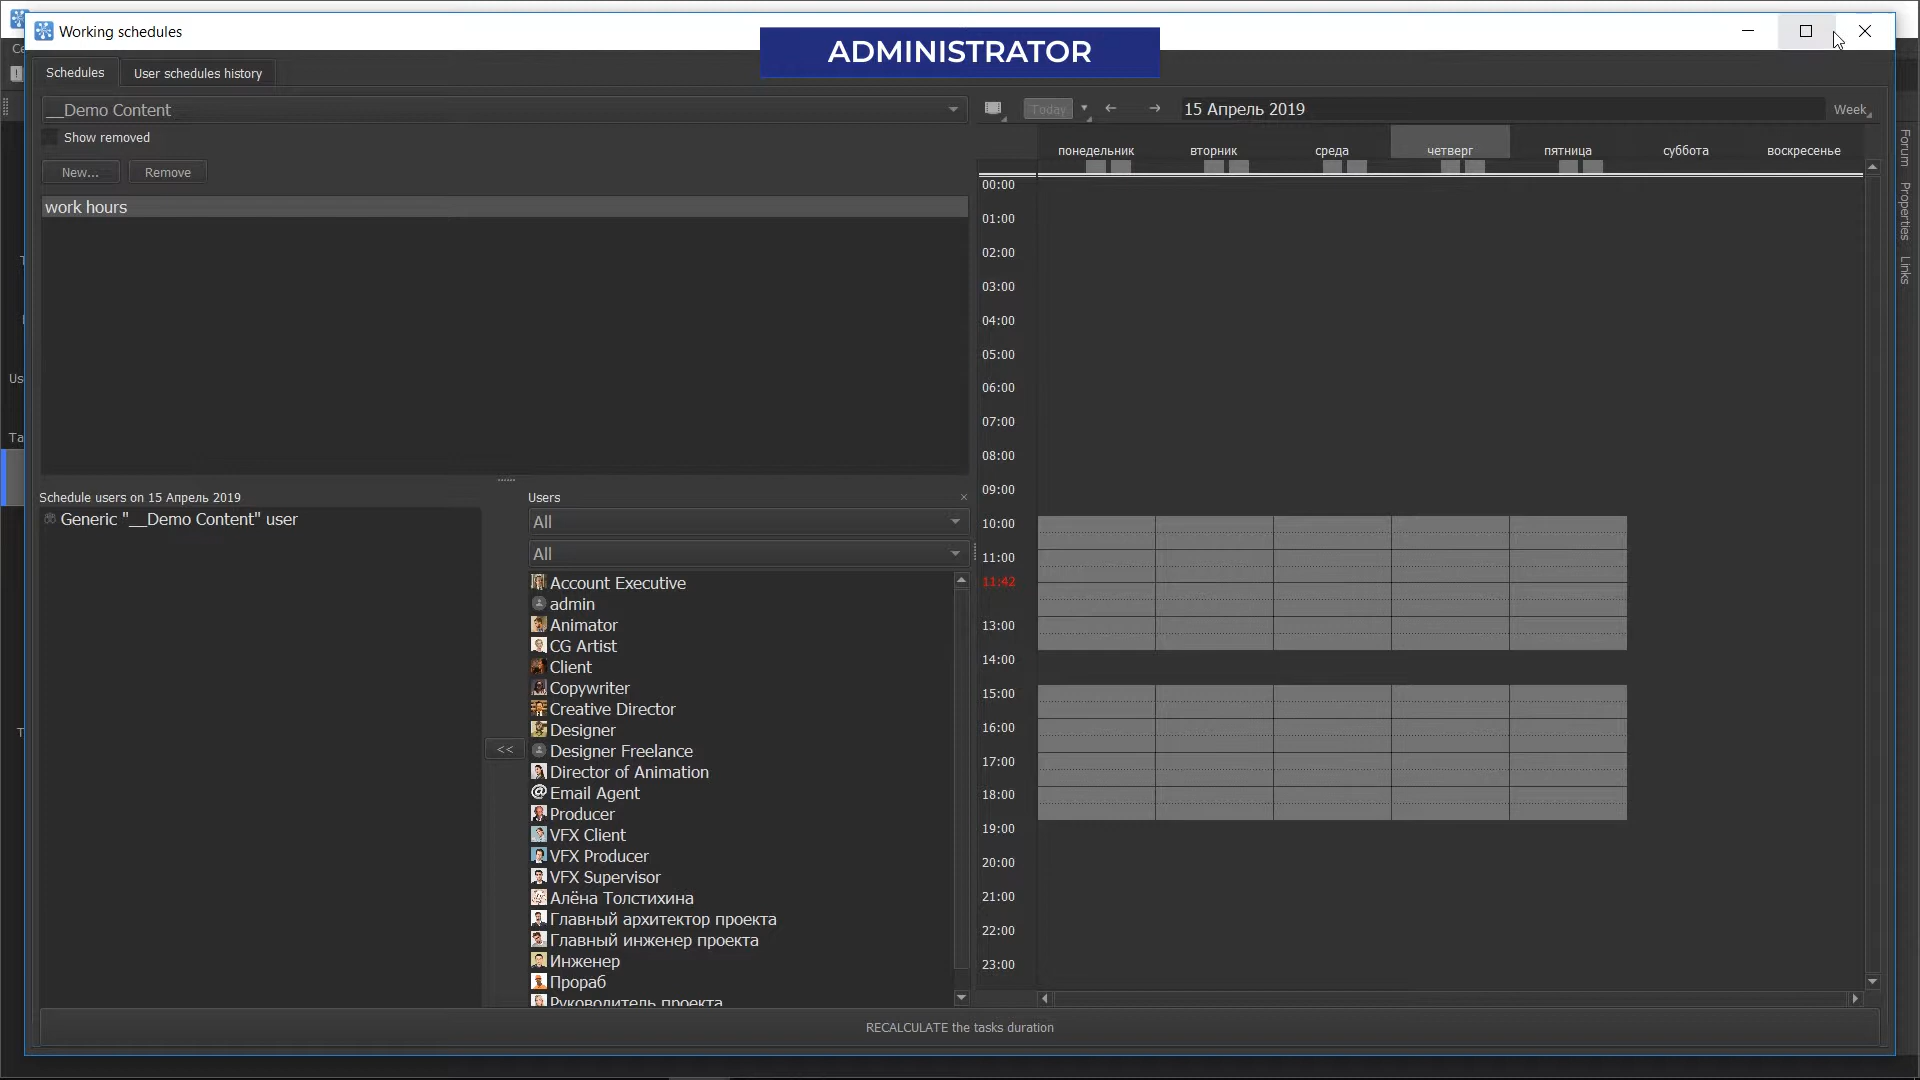 Working schedules
ADMINISTRATOR
Schedules
User schedules history
__Demo Content
Show removed
New...
Remove
work hours
Today
15 Апрель 2019
Week
понедельник
вторник
среда
четверг
пятница
суббота
воскресенье
00:00
01:00
02:00
03:00
04:00
05:00
06:00
07:00
08:00
09:00
10:00
11:00
11:42
13:00
14:00
15:00
16:00
17:00
18:00
19:00
20:00
21:00
22:00
23:00
Schedule users on 15 Апрель 2019
Generic "__Demo Content" user
<<
Users
All
All
Account Executive
admin
Animator
CG Artist
Client
Copywriter
Creative Director
Designer
Designer Freelance
Director of Animation
Email Agent
Producer
VFX Client
VFX Producer
VFX Supervisor
Алёна Толстихина
Главный архитектор проекта
Главный инженер проекта
Инженер
Прораб
Руководитель проекта
RECALCULATE the tasks duration
Forum
Properties
Links